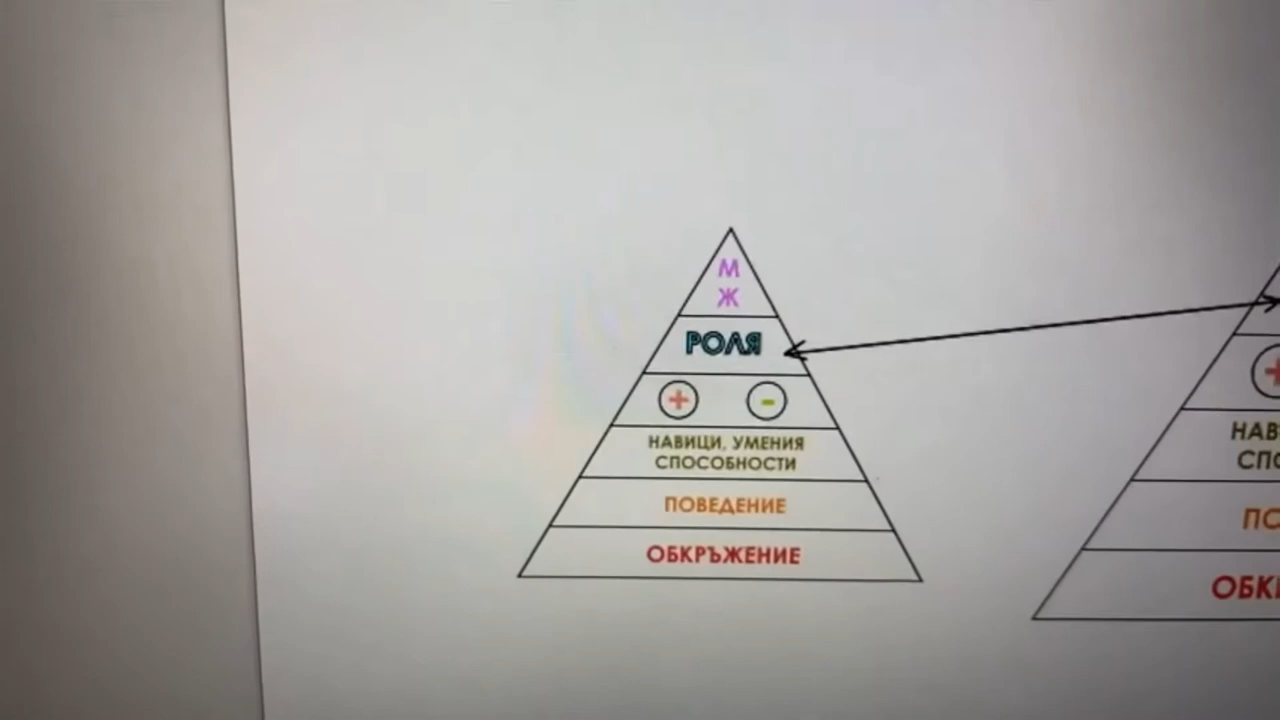 М
Ж
РОЛЯ
+ -
НАВИЦИ, УМЕНИЯ
СПОСОБНОСТИ
ПОВЕДЕНИЕ
ОБКРЪЖЕНИЕ
+